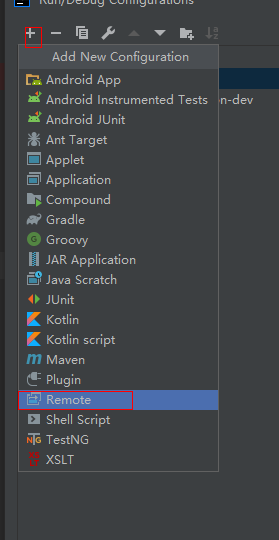 Run/Debug Configurations
Add New Configuration
Android App
Android Instrumented Tests
on-dev
Android JUnit
Ant Target
Applet
Application
Compound
Gradle
Groovy
JAR Application
Java Scratch
JUnit
Kotlin
Kotlin script
Maven
Plugin
Remote
Shell Script
TestNG
XSLT